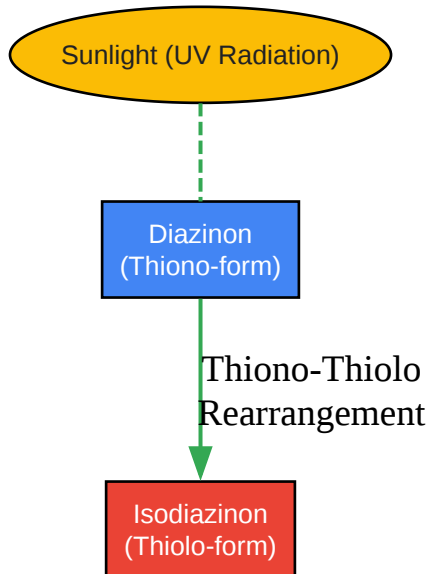 Sunlight (UV Radiation)
Diazinon
(Thiono-form)
Thiono-Thiolo
Rearrangement
Isodiazinon
(Thiolo-form)